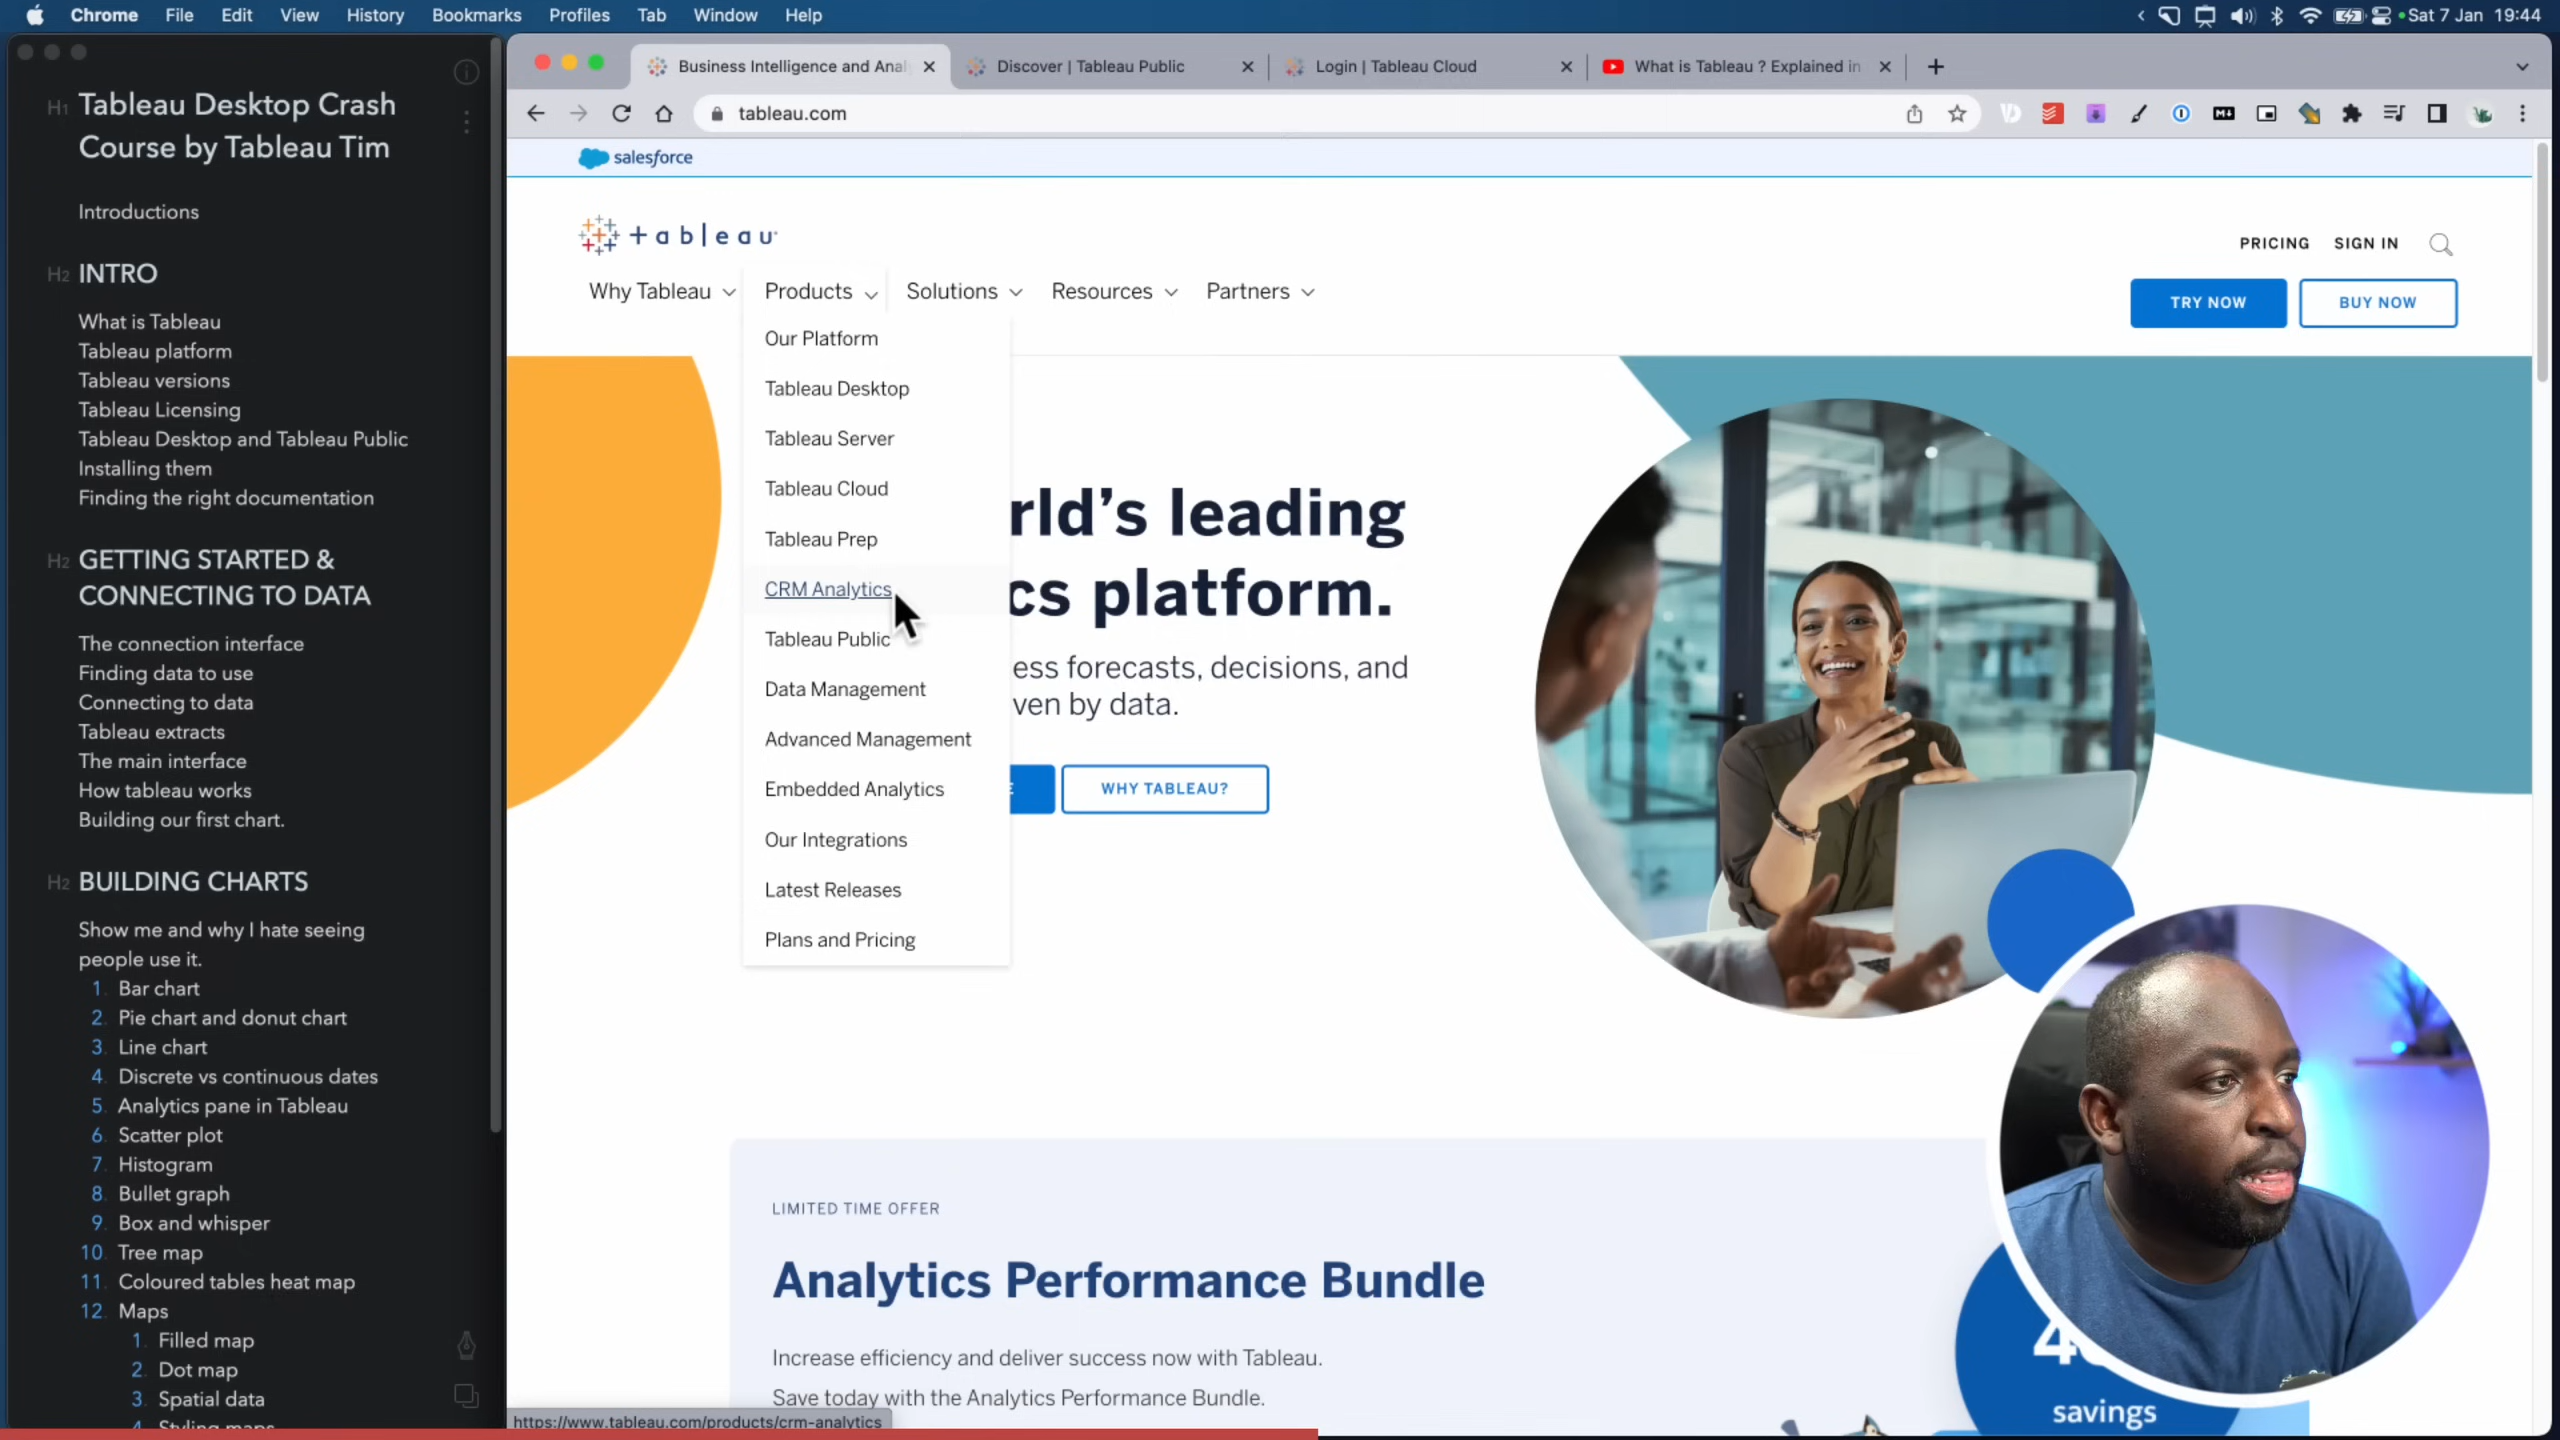 Chrome File Edit View History Bookmarks Profiles Tab Window Help
Sat 7 Jan 19:44
H1 Tableau Desktop Crash
Course by Tableau Tim
Introductions
H2 INTRO
What is Tableau
Tableau platform
Tableau versions
Tableau Licensing
Tableau Desktop and Tableau Public
Installing them
Finding the right documentation
H2 GETTING STARTED &
CONNECTING TO DATA
The connection interface
Finding data to use
Connecting to data
Tableau extracts
The main interface
How tableau works
Building our first chart.
H2 BUILDING CHARTS
Show me and why I hate seeing
people use it.
1. Bar chart
2. Pie chart and donut chart
3. Line chart
4. Discrete vs continuous dates
5. Analytics pane in Tableau
6. Scatter plot
7. Histogram
8. Bullet graph
9. Box and whisper
10. Tree map
11. Coloured tables heat map
12. Maps
1. Filled map
2. Dot map
3. Spatial data
4. Styling maps
Business Intelligence and Anal
Discover | Tableau Public
Login | Tableau Cloud
What is Tableau ? Explained in
tableau.com
salesforce
+ableau
PRICING SIGN IN
Why Tableau Products Solutions Resources Partners
TRY NOW BUY NOW
Our Platform
Tableau Desktop
Tableau Server
Tableau Cloud
Tableau Prep
CRM Analytics
Tableau Public
Data Management
Advanced Management
Embedded Analytics
Our Integrations
Latest Releases
Plans and Pricing
rld's leading
cs platform.
ess forecasts, decisions, and
ven by data.
E
WHY TABLEAU?
LIMITED TIME OFFER
Analytics Performance Bundle
Increase efficiency and deliver success now with Tableau.
Save today with the Analytics Performance Bundle.
savings
https://www.tableau.com/products/crm-analytics